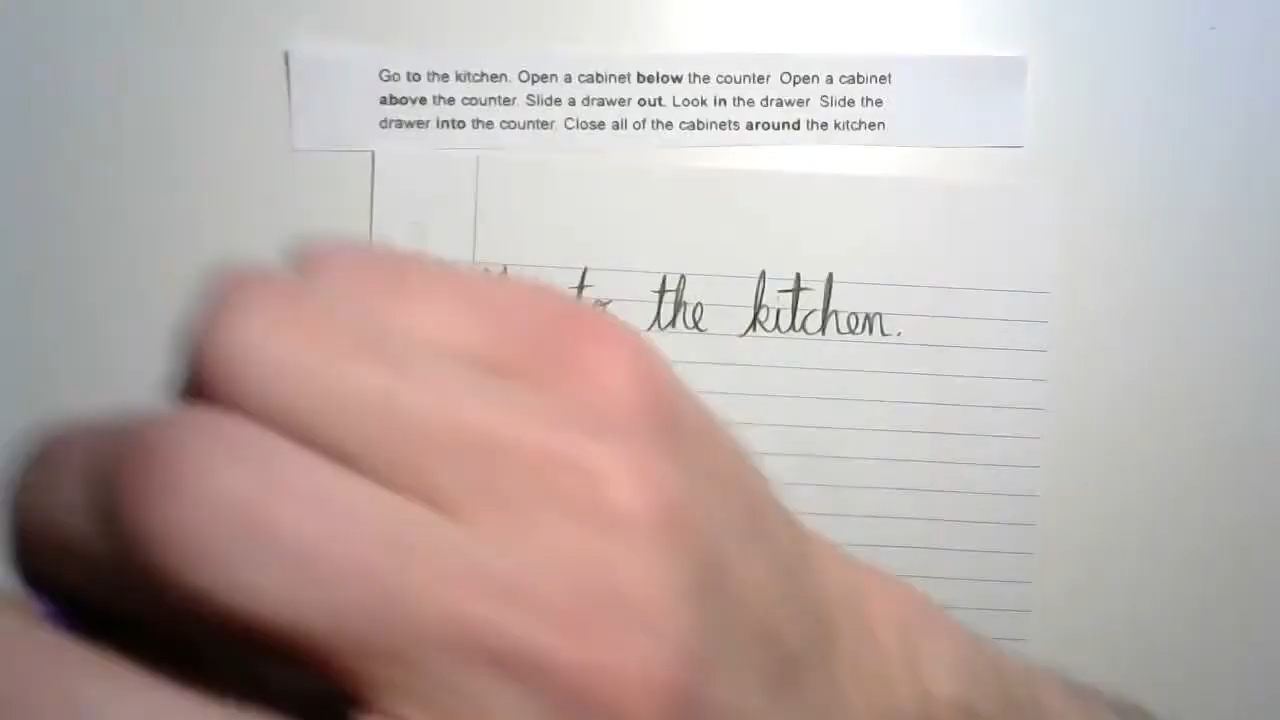 Go to the kitchen. Open a cabinet below the counter. Open a cabinet
above the counter. Slide a drawer out. Look in the drawer. Slide the
drawer into the counter. Close all of the cabinets around the kitchen.
to the kitchen.